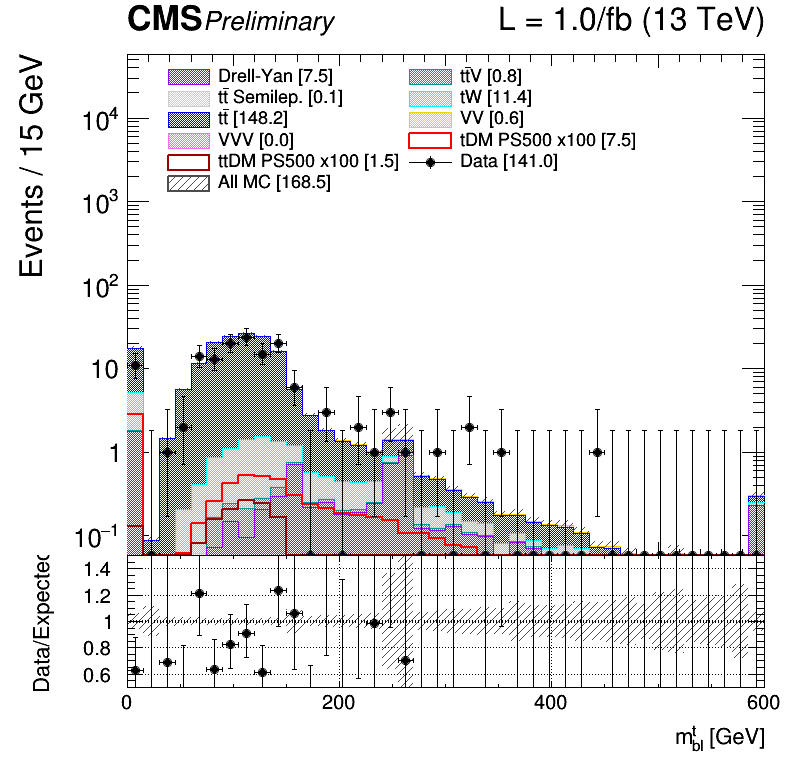 CMS Preliminary L = 1.0/fb (13 TeV)
Events / 15 GeV
Drell-Yan [7.5]
tt̄V [0.8]
tt̄ Semilep. [0.1]
tW [11.4]
tt̄ [148.2]
VV [0.6]
VVV [0.0]
tDM PS500 x100 [7.5]
ttDM PS500 x100 [1.5]
Data [141.0]
All MC [168.5]
10⁴
10³
10²
10
1
10⁻¹
Data/Expected
1.4
1.2
1
0.8
0.6
0 200 400 600
m_bl^t [GeV]